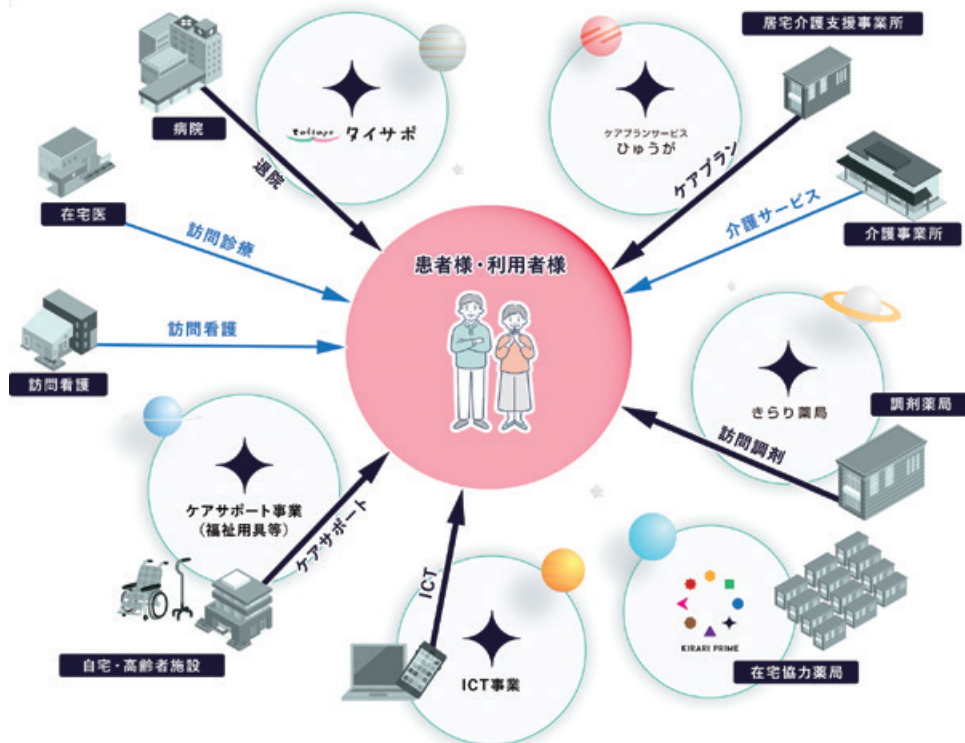 居宅介護支援事業所
病院
タイサポ
ケアプランサービス
ひゅうが
退院
ケアプラン
在宅医
訪問診療
介護サービス
介護事業所
患者様・利用者様
訪問看護
訪問看護
きらり薬局
調剤薬局
訪問調剤
ケアサポート事業
(福祉用具等)
ケアサポート
ICT
KIRARI PRIME
自宅・高齢者施設
ICT事業
在宅協力薬局